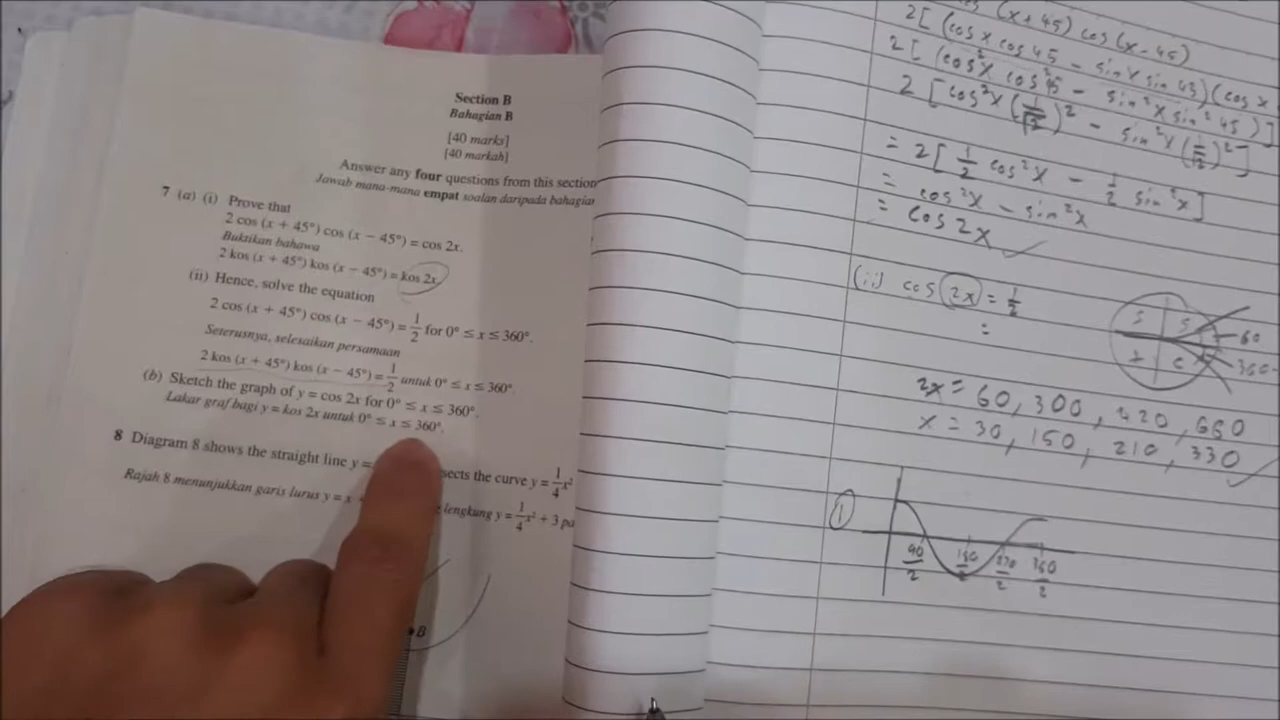 Section B
Bahagian B
[40 marks]
[40 markah]
Answer any four questions from this section
Jawab mana-mana empat soalan daripada bahagian
7 (a) (i) Prove that
2 cos (x + 45°) cos (x − 45°) = cos 2x.
Buktikan bahawa
2 kos (x + 45°) kos (x − 45°) = kos 2x.
(ii) Hence, solve the equation
2 cos (x + 45°) cos (x − 45°) = 1/2 for 0° ≤ x ≤ 360°.
Seterusnya, selesaikan persamaan
2 kos (x + 45°) kos (x − 45°) = 1/2 untuk 0° ≤ x ≤ 360°.
(b) Sketch the graph of y = cos 2x for 0° ≤ x ≤ 360°.
Lakar graf bagi y = kos 2x untuk 0° ≤ x ≤ 360°.
8 Diagram 8 shows the straight line y = sects the curve y = 1/4 x²
Rajah 8 menunjukkan garis lurus y = x lengkung y = 1/4 x² + 3 pa
B
(x + 45) cos (x − 45)
2[ (cos x cos 45 − sin x sin 45) (cos x
2[ (cos²x cos²45 − sin²x sin²45)]
2 [cos²x (1/√2)² − sin²x (1/√2)²]
= 2[ 1/2 cos²x − 1/2 sin²x]
= cos²x − sin²x
= cos 2x ✓
(ii) cos 2x = 1/2
=
S
C
60
360-
2x = 60, 300, 420, 660
x = 30, 150, 210, 330 ✓
①
90/2 180/2 270/2 360/2